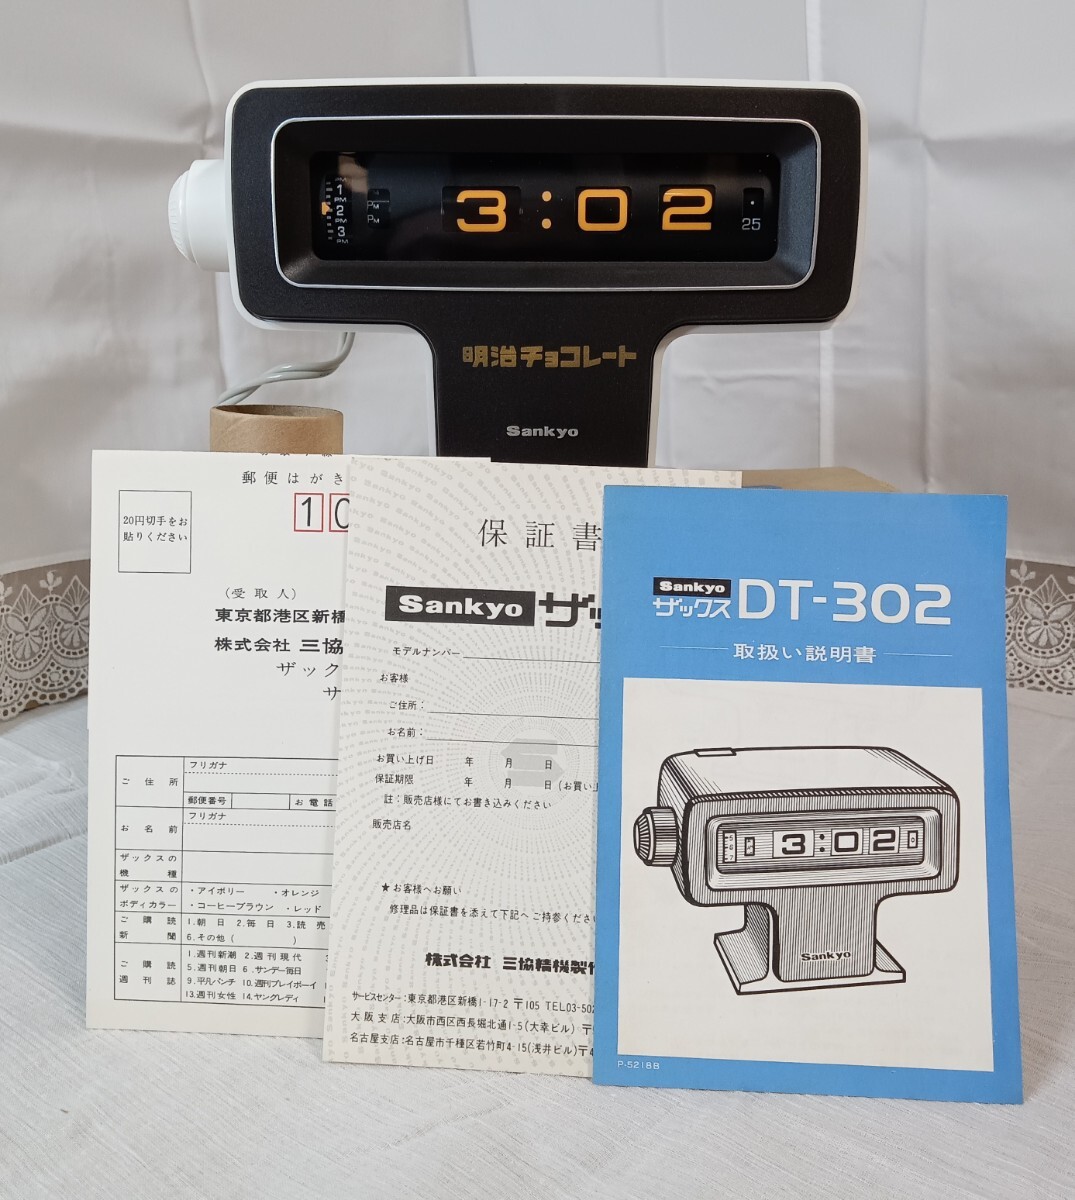 1
PM
2
PM
3
PM
PM
PM
3:02
25
明治チョコレート
Sankyo
郵便はがき
10
20円切手をお
貼りください
(受取人)
東京都港区新橋
株式会社 三協
ザック
サ
ご住所
フリガナ
郵便番号
お電話
お名前
フリガナ
ザックスの
機種
ザックスの
ボディカラー
・アイボリー ・オレンジ
・コーヒーブラウン ・レッド
ご購読
新聞
1.朝日 2.毎日 3.読売
6.その他( )
ご購読
週刊誌
1.週刊新潮 2.週刊現代
5.週刊朝日 6.サンデー毎日
9.平凡パンチ 10.週刊プレイボーイ
13.週刊女性 14.ヤングレディ
保証書
Sankyo ザッ
モデルナンバー
お客様
ご住所:
お名前:
お買い上げ日 年 月 日
保証期限 年 月 日(お買い上
註:販売店様にてお書き込みください
販売店名
★お客様へお願い
修理品は保証書を添えて下記へご持参ください
株式会社 三協精機製作
サービスセンター:東京都港区新橋1-17-2 〒105 TEL03-502
大阪支店:大阪市西区西長堀北通1-5(大幸ビル) 〒
名古屋支店:名古屋市千種区若竹町4-15(浅井ビル)〒4
Sankyo
ザックス DT-302
取扱い説明書
5
6
7
3:02
Sankyo
P-5218B